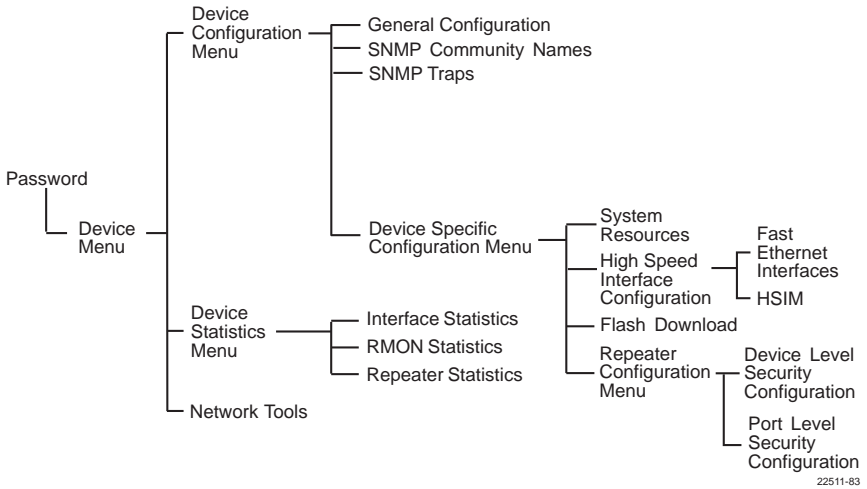 Password
Device
Menu
Device
Configuration
Menu
General Configuration
SNMP Community Names
SNMP Traps
Device Specific
Configuration Menu
System
Resources
High Speed
Interface
Configuration
Fast
Ethernet
Interfaces
HSIM
Flash Download
Repeater
Configuration
Menu
Device Level
Security
Configuration
Port Level
Security
Configuration
Device
Statistics
Menu
Interface Statistics
RMON Statistics
Repeater Statistics
Network Tools
22511-83